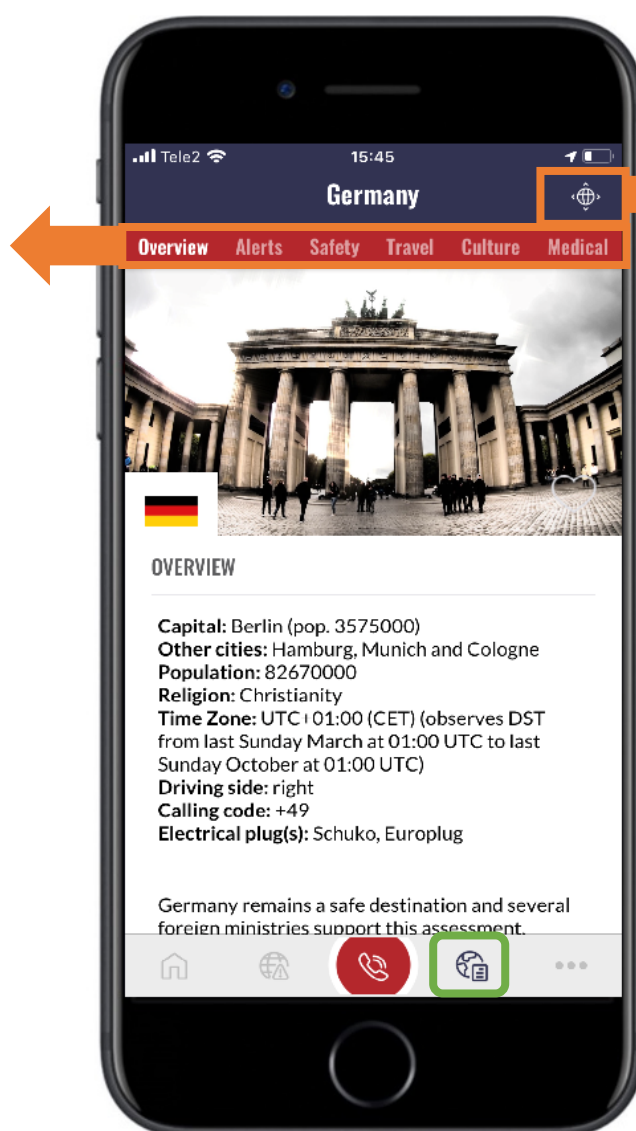 Tele2 15:45
Germany
Overview Alerts Safety Travel Culture Medical
OVERVIEW
Capital: Berlin (pop. 3575000)
Other cities: Hamburg, Munich and Cologne
Population: 82670000
Religion: Christianity
Time Zone: UTC+01:00 (CET) (observes DST
from last Sunday March at 01:00 UTC to last
Sunday October at 01:00 UTC)
Driving side: right
Calling code: +49
Electrical plug(s): Schuko, Europlug
Germany remains a safe destination and several
foreign ministries support this assessment.